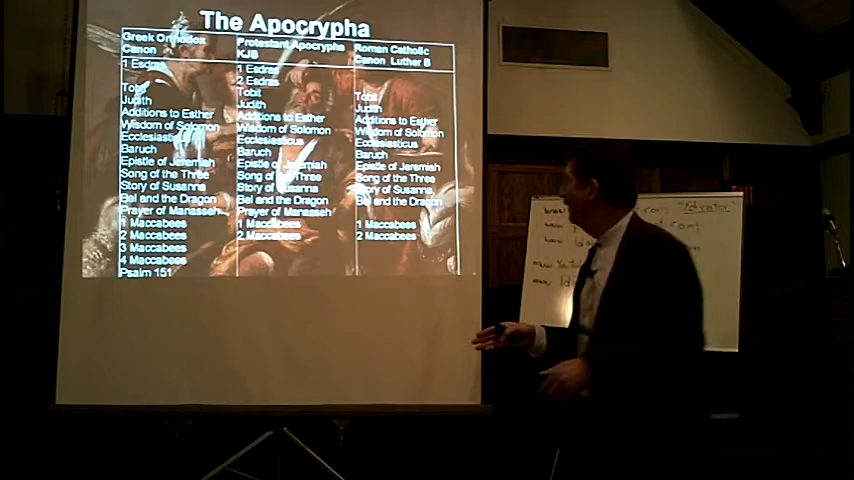 The Apocrypha
Greek Orthodox Canon
Protestant Apocrypha KJB
Roman Catholic Canon Luther B
1 Esdras
Tobit
Judith
Additions to Esther
Wisdom of Solomon
Ecclesiasticus
Baruch
Epistle of Jeremiah
Song of the Three
Story of Susanna
Bel and the Dragon
Prayer of Manasseh
1 Maccabees
2 Maccabees
3 Maccabees
4 Maccabees
Psalm 151
1 Esdras
2 Esdras
Tobit
Judith
Additions to Esther
Wisdom of Solomon
Ecclesiasticus
Baruch
Epistle of Jeremiah
Song of the Three
Story of Susanna
Bel and the Dragon
Prayer of Manasseh
1 Maccabees
2 Maccabees
Tobit
Judith
Additions to Esther
Wisdom of Solomon
Ecclesiasticus
Baruch
Epistle of Jeremiah
Song of the Three
Story of Susanna
Bel and the Dragon
1 Maccabees
2 Maccabees
www
www
www
www